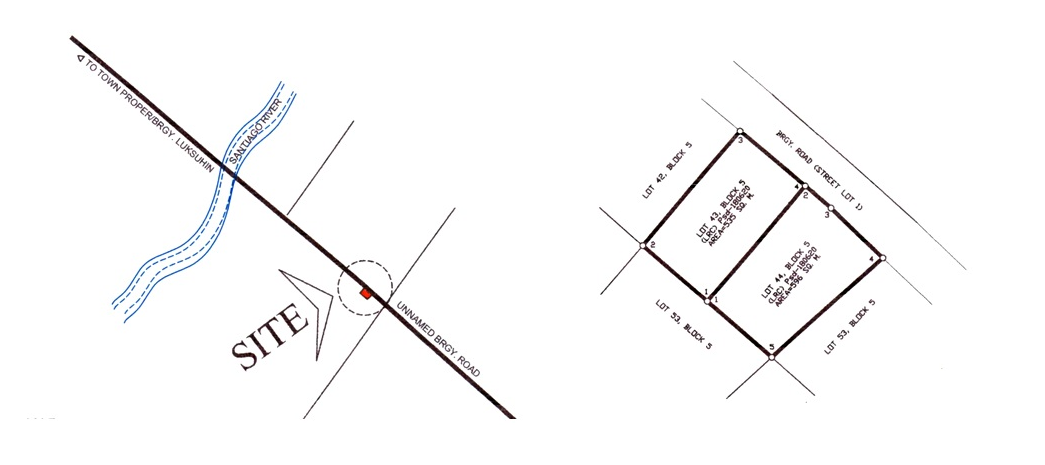 TO TOWN PROPER/BRGY. LUKSUHIN
SANTIAGO RIVER
SITE
UNNAMED BRGY. ROAD
BRGY. ROAD (STREET LOT 1)
LOT 42, BLOCK 5
LOT 43, BLOCK 5
(LRC) Psd-180620
AREA=535 SQ. M.
LOT 44, BLOCK 5
(LRC) Psd-180620
AREA=596 SQ. M.
LOT 53, BLOCK 5
LOT 53, BLOCK 5
3
4
2
3
2
1
1
4
5